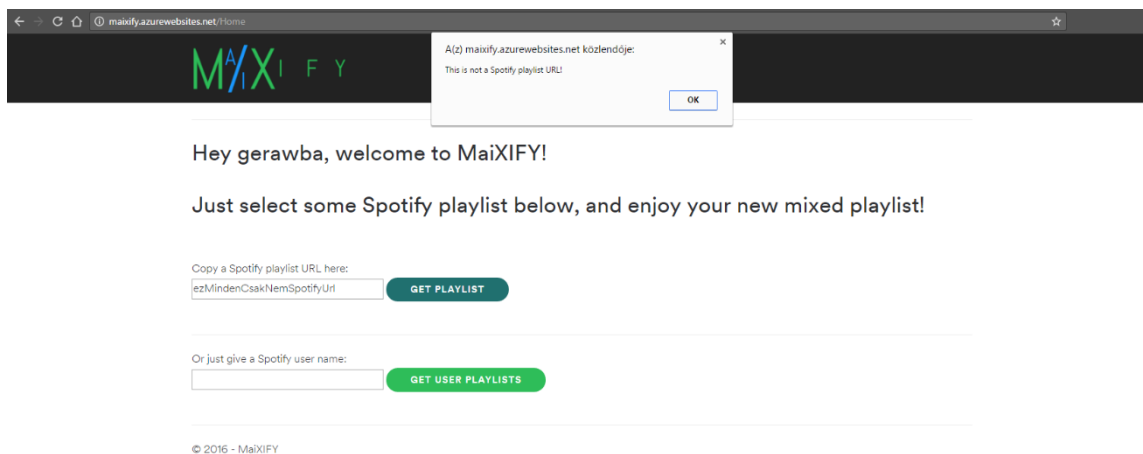 maixify.azurewebsites.net/Home
MAIXIFY
A(z) maixify.azurewebsites.net közlendője:
This is not a Spotify playlist URL!
OK
Hey gerawba, welcome to MaiXIFY!
Just select some Spotify playlist below, and enjoy your new mixed playlist!
Copy a Spotify playlist URL here:
ezMindenCsakNemSpotifyUrl
GET PLAYLIST
Or just give a Spotify user name:
GET USER PLAYLISTS
© 2016 - MaiXIFY